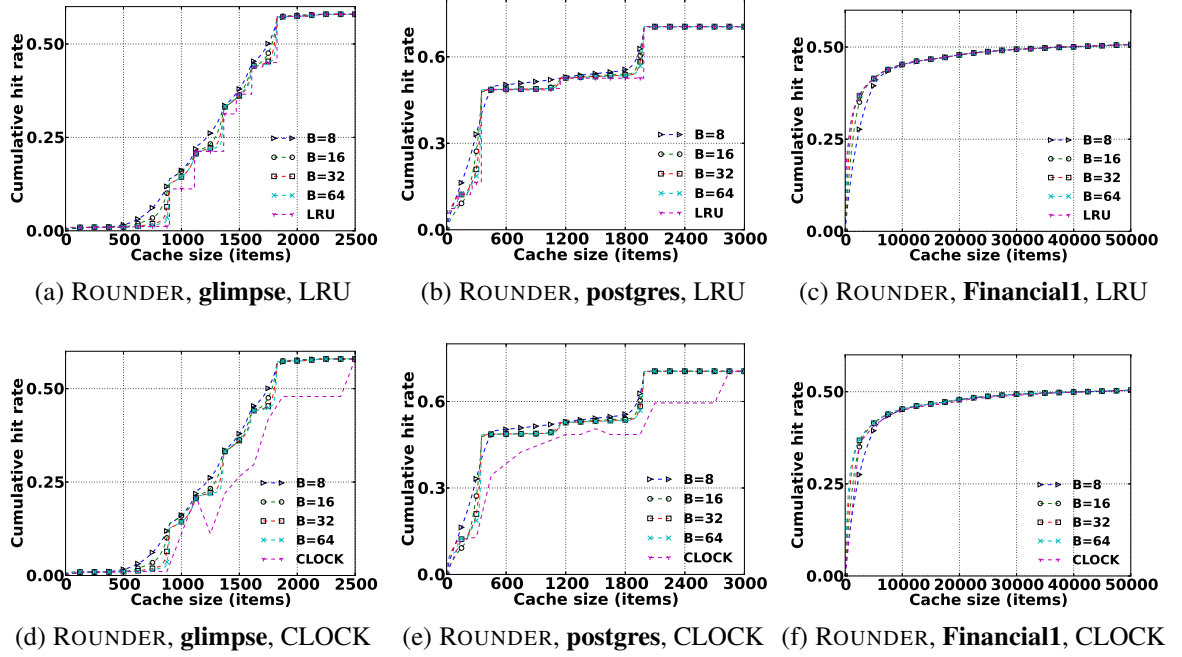 Cumulative hit rate
0.50
0.25
0.00
0 500 1000 1500 2000 2500
Cache size (items)
B=8
B=16
B=32
B=64
LRU
(a) ROUNDER, glimpse, LRU
Cumulative hit rate
0.6
0.3
0.0
0 600 1200 1800 2400 3000
Cache size (items)
B=8
B=16
B=32
B=64
LRU
(b) ROUNDER, postgres, LRU
Cumulative hit rate
0.50
0.25
0.00
0 10000 20000 30000 40000 50000
Cache size (items)
B=8
B=16
B=32
B=64
LRU
(c) ROUNDER, Financial1, LRU
Cumulative hit rate
0.50
0.25
0.00
0 500 1000 1500 2000 2500
Cache size (items)
B=8
B=16
B=32
B=64
CLOCK
(d) ROUNDER, glimpse, CLOCK
Cumulative hit rate
0.6
0.3
0.0
0 600 1200 1800 2400 3000
Cache size (items)
B=8
B=16
B=32
B=64
CLOCK
(e) ROUNDER, postgres, CLOCK
Cumulative hit rate
0.50
0.25
0.00
0 10000 20000 30000 40000 50000
Cache size (items)
B=8
B=16
B=32
B=64
CLOCK
(f) ROUNDER, Financial1, CLOCK